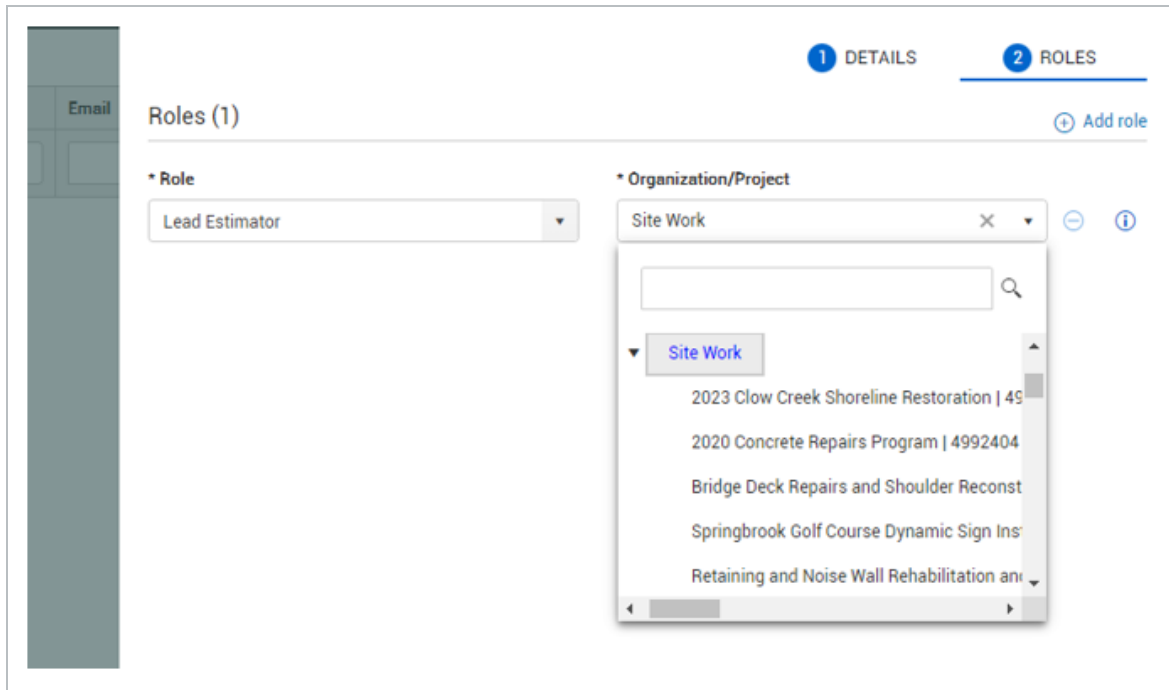 1 DETAILS
2 ROLES
Email
Roles (1)
Add role
* Role
* Organization/Project
Lead Estimator
Site Work
Site Work
2023 Clow Creek Shoreline Restoration | 49
2020 Concrete Repairs Program | 4992404
Bridge Deck Repairs and Shoulder Reconst
Springbrook Golf Course Dynamic Sign Ins
Retaining and Noise Wall Rehabilitation an